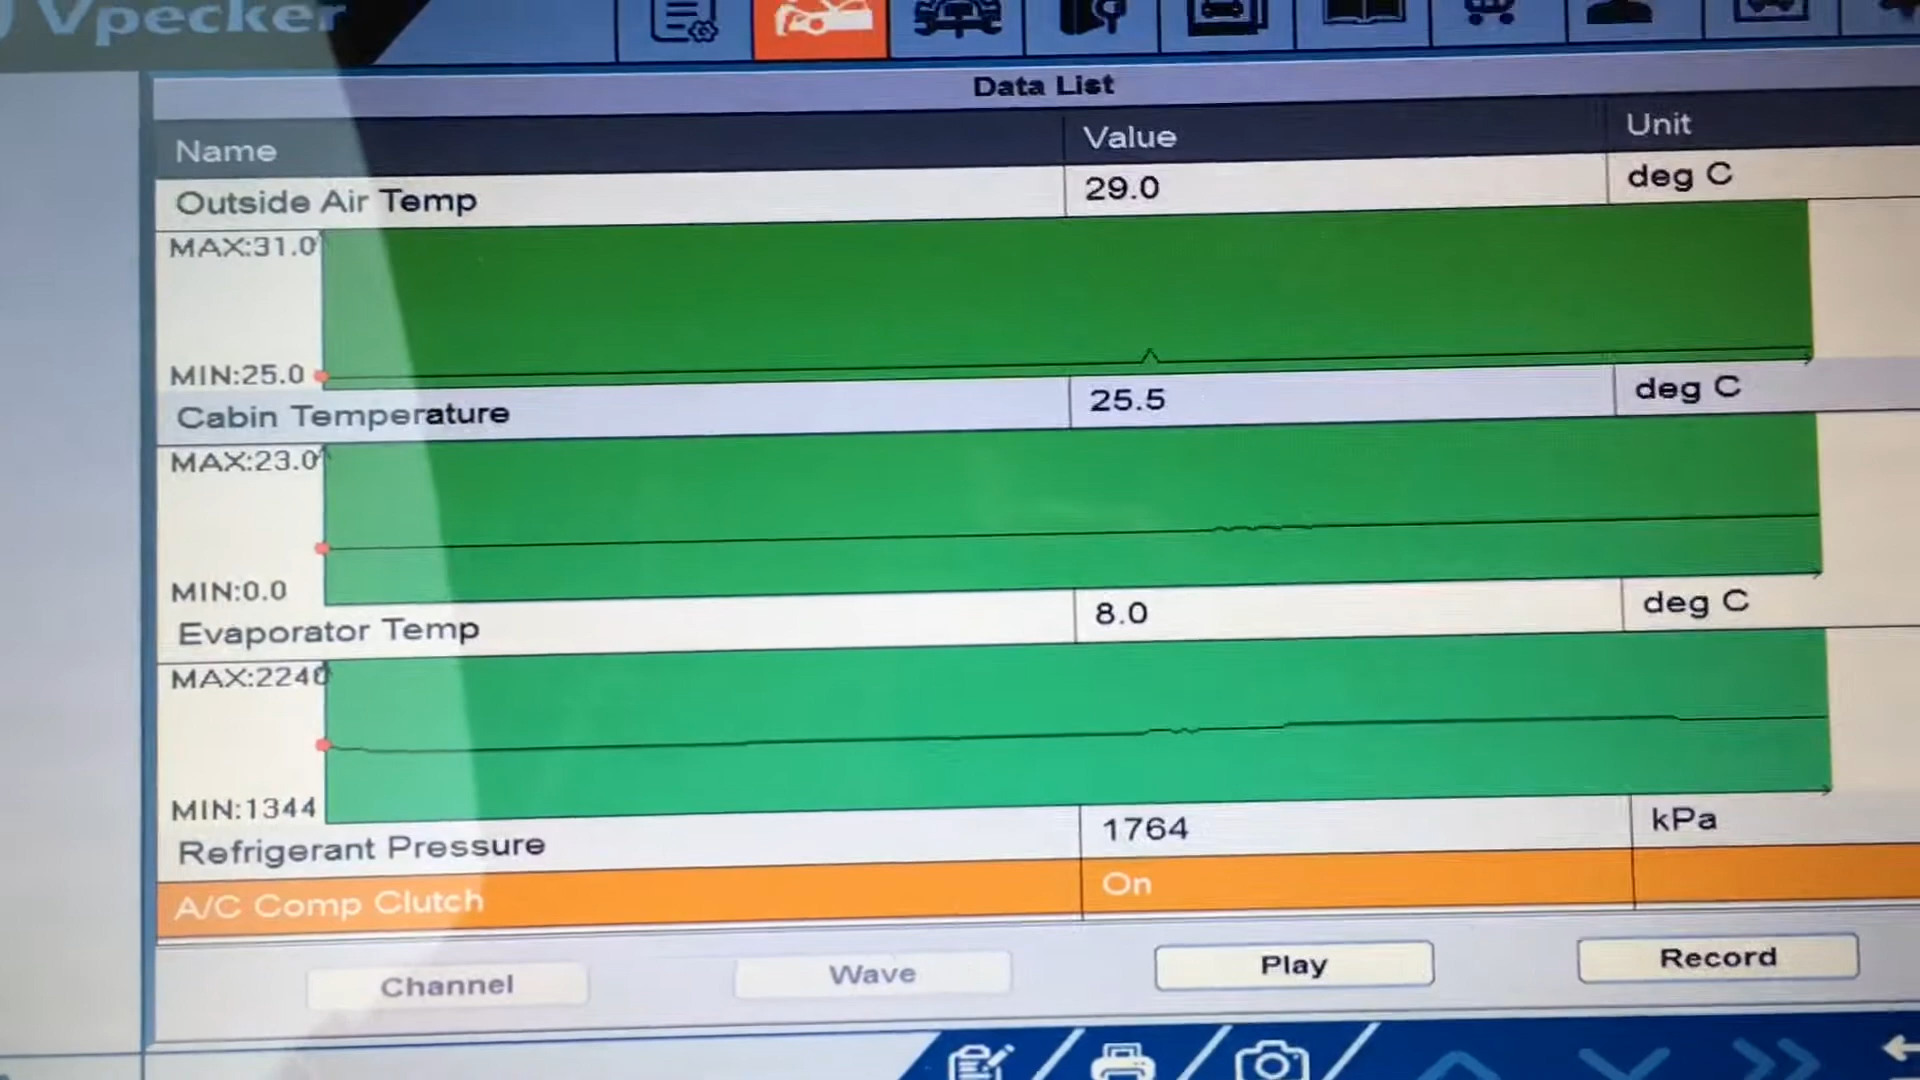 Vpecker
Data List
Name Value Unit
Outside Air Temp 29.0 deg C
MAX:31.0
MIN:25.0
Cabin Temperature 25.5 deg C
MAX:23.0
MIN:0.0
Evaporator Temp 8.0 deg C
MAX:2240
MIN:1344
Refrigerant Pressure 1764 kPa
A/C Comp Clutch On
Channel Wave Play Record